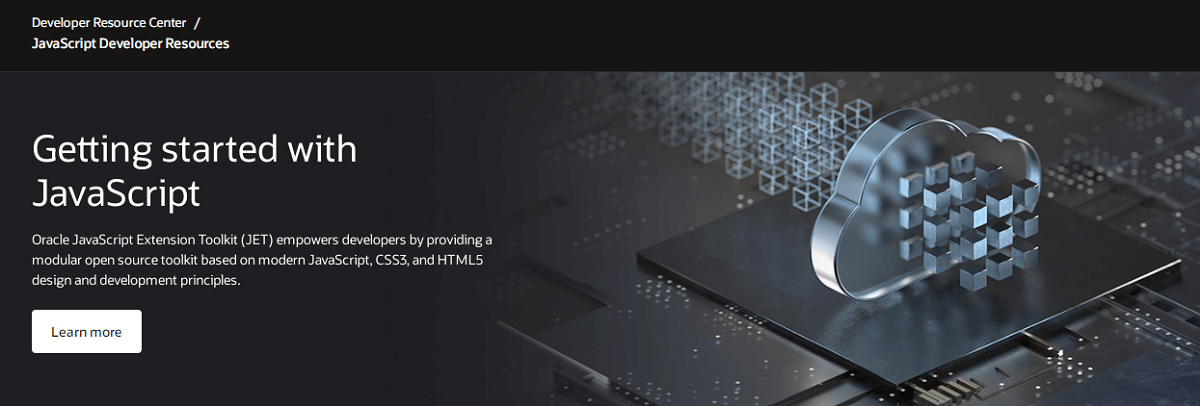 Developer Resource Center /
JavaScript Developer Resources
Getting started with
JavaScript
Oracle JavaScript Extension Toolkit (JET) empowers developers by providing a
modular open source toolkit based on modern JavaScript, CSS3, and HTML5
design and development principles.
Learn more